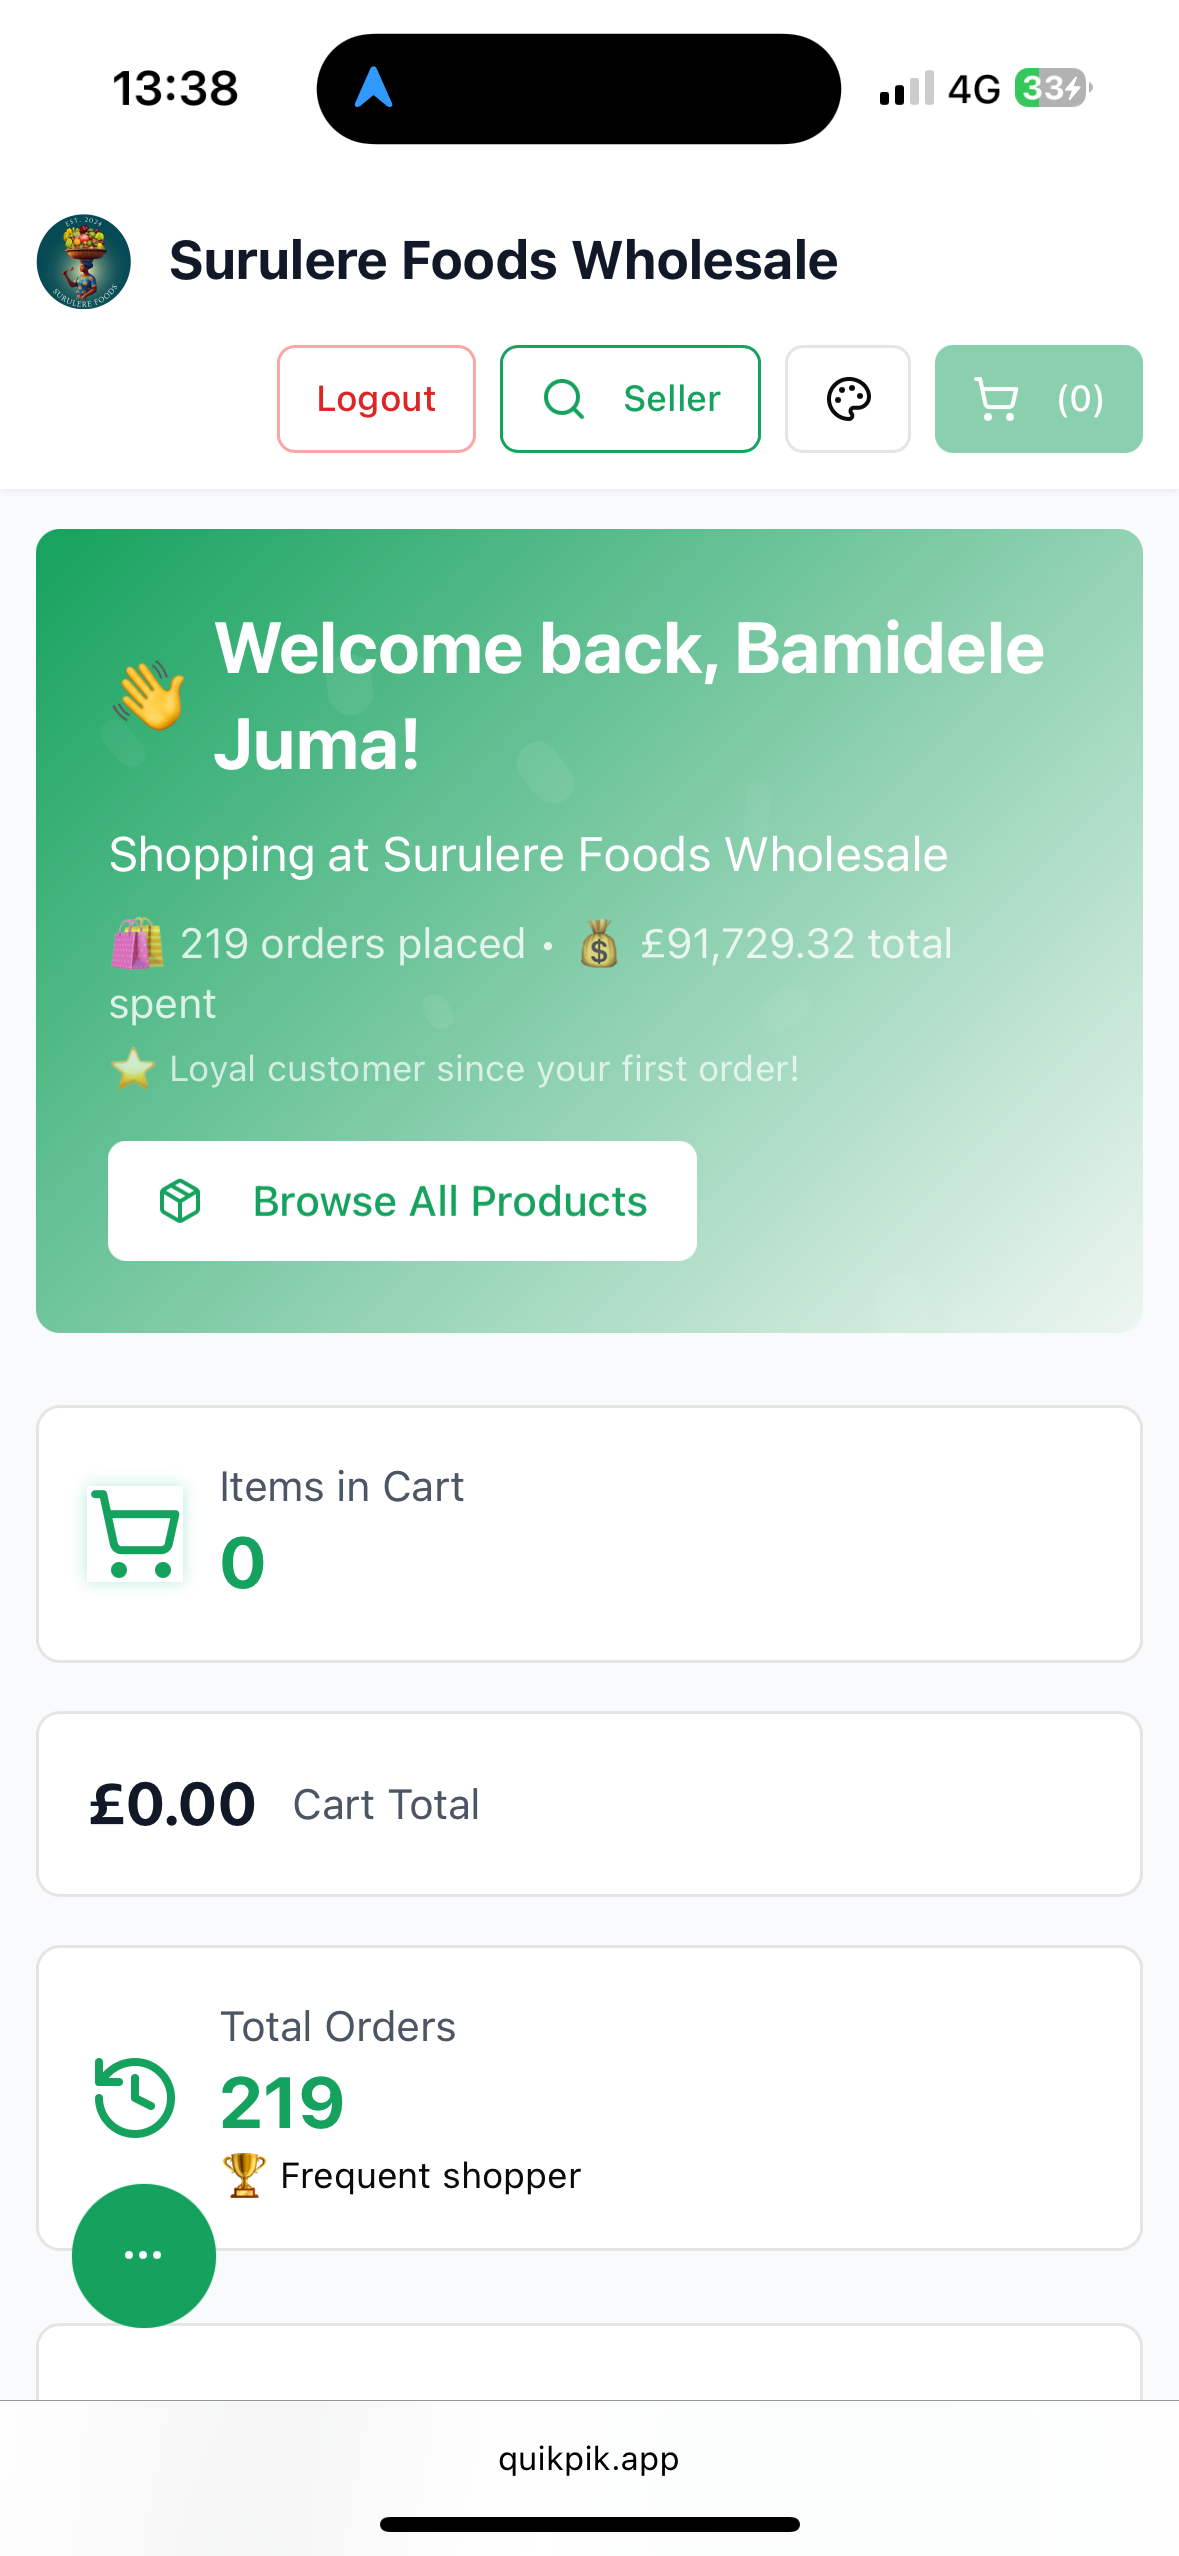 13:38
4G
33
EST. 2024
SURULERE FOODS
Surulere Foods Wholesale
Logout
Seller
(0)
👋 Welcome back, Bamidele
Juma!
Shopping at Surulere Foods Wholesale
🛍️ 219 orders placed • 💰 £91,729.32 total
spent
⭐ Loyal customer since your first order!
Browse All Products
Items in Cart
0
£0.00 Cart Total
Total Orders
219
🏆 Frequent shopper
...
quikpik.app